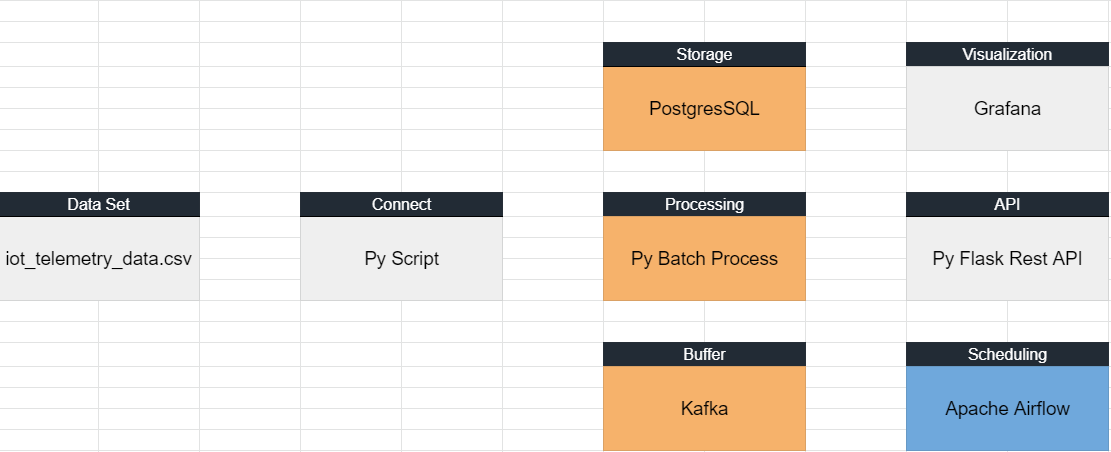 Storage
Visualization
PostgresSQL
Grafana
Data Set
Connect
Processing
API
iot_telemetry_data.csv
Py Script
Py Batch Process
Py Flask Rest API
Buffer
Scheduling
Kafka
Apache Airflow